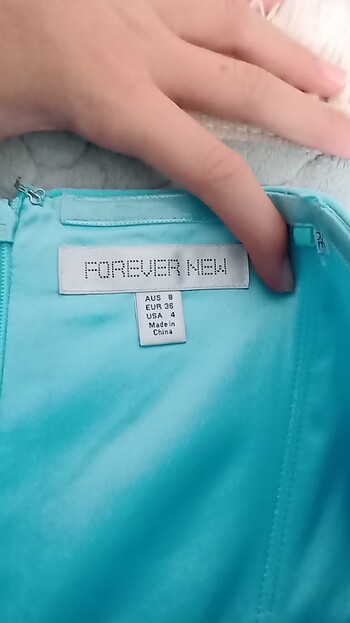 FOREVER NEW
AUS 8
EUR 36
USA 4
Made in
China